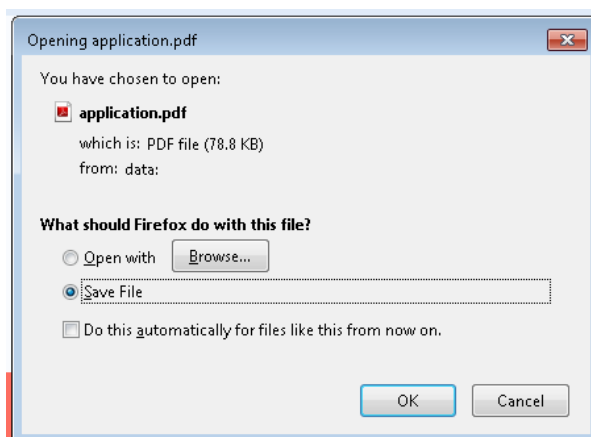 Opening application.pdf
You have chosen to open:
application.pdf
which is: PDF file (78.8 KB)
from: data:
What should Firefox do with this file?
Open with Browse...
Save File
Do this automatically for files like this from now on.
OK Cancel